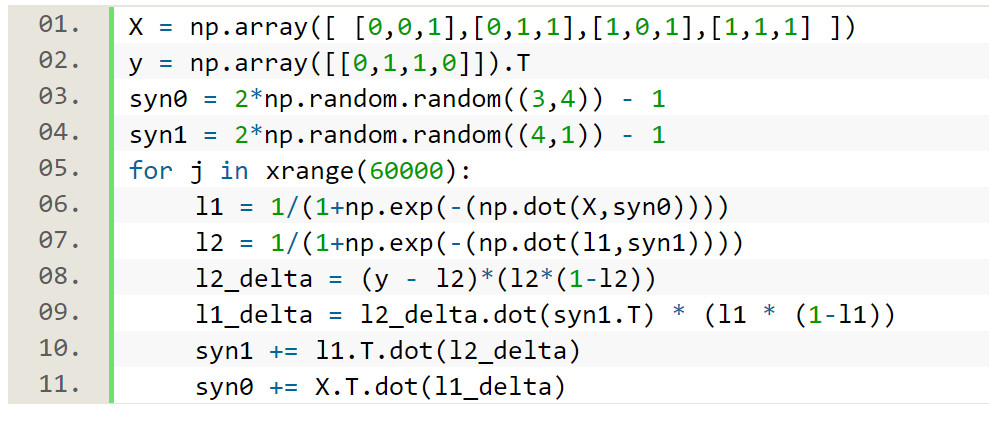 01. X = np.array([ [0,0,1],[0,1,1],[1,0,1],[1,1,1] ])
02. y = np.array([[0,1,1,0]]).T
03. syn0 = 2*np.random.random((3,4)) - 1
04. syn1 = 2*np.random.random((4,1)) - 1
05. for j in xrange(60000):
06.     l1 = 1/(1+np.exp(-(np.dot(X,syn0))))
07.     l2 = 1/(1+np.exp(-(np.dot(l1,syn1))))
08.     l2_delta = (y - l2)*(l2*(1-l2))
09.     l1_delta = l2_delta.dot(syn1.T) * (l1 * (1-l1))
10.     syn1 += l1.T.dot(l2_delta)
11.     syn0 += X.T.dot(l1_delta)